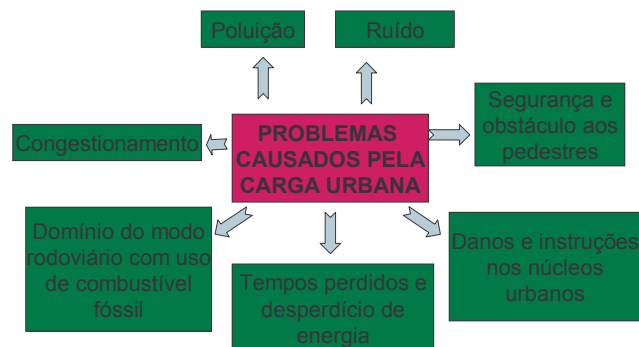 Poluição
Ruído
Congestionamento
PROBLEMAS
CAUSADOS PELA
CARGA URBANA
Segurança e
obstáculo aos
pedestres
Domínio do modo
rodoviário com uso
de combustível
fóssíl
Tempos perdidos e
desperdício de
energia
Danos e instruções
nos núcleos
urbanos